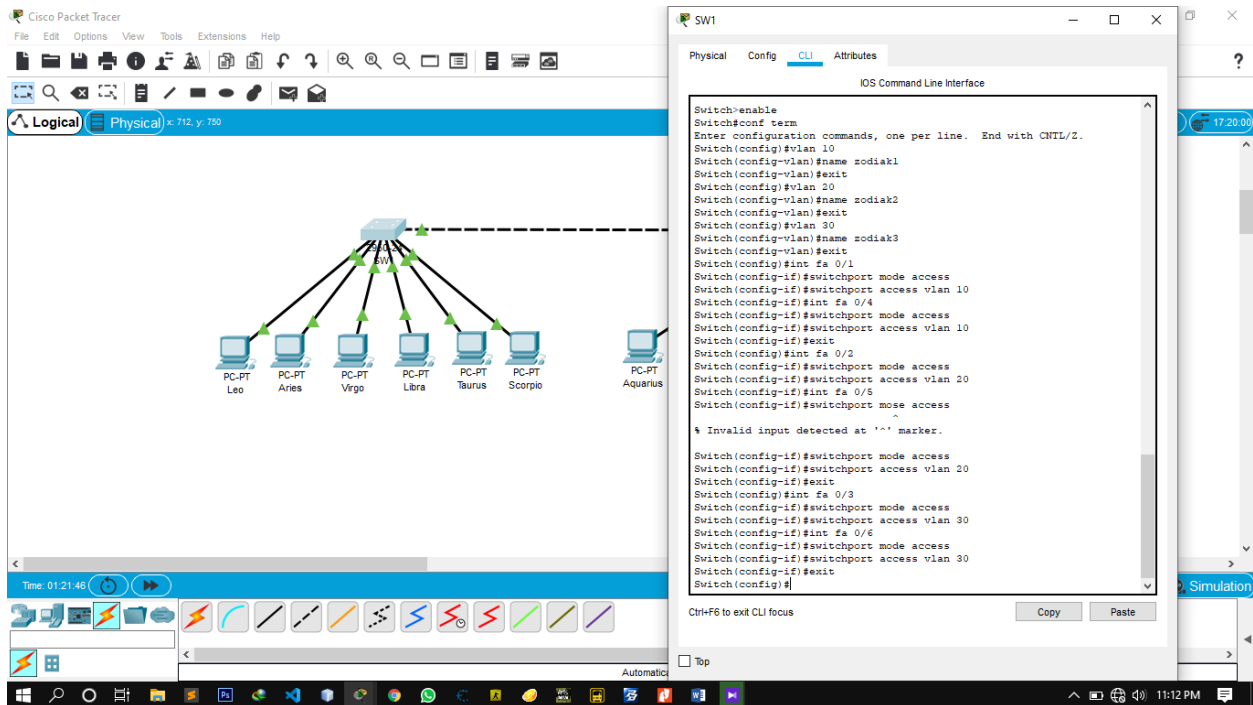 Cisco Packet Tracer
File Edit Options View Tools Extensions Help
Logical
Physical
x: 712, y: 750
17:20:00
SW1
PC-PT
Leo
PC-PT
Aries
PC-PT
Virgo
PC-PT
Libra
PC-PT
Taurus
PC-PT
Scorpio
PC-PT
Aquarius
Time: 01:21:46
Simulation
Automatica
SW1
Physical Config CLI Attributes
IOS Command Line Interface
Switch>enable
Switch#conf term
Enter configuration commands, one per line. End with CNTL/Z.
Switch(config)#vlan 10
Switch(config-vlan)#name zodiak1
Switch(config-vlan)#exit
Switch(config)#vlan 20
Switch(config-vlan)#name zodiak2
Switch(config-vlan)#exit
Switch(config)#vlan 30
Switch(config-vlan)#name zodiak3
Switch(config-vlan)#exit
Switch(config)#int fa 0/1
Switch(config-if)#switchport mode access
Switch(config-if)#switchport access vlan 10
Switch(config-if)#int fa 0/4
Switch(config-if)#switchport mode access
Switch(config-if)#switchport access vlan 10
Switch(config-if)#exit
Switch(config)#int fa 0/2
Switch(config-if)#switchport mode access
Switch(config-if)#switchport access vlan 20
Switch(config-if)#int fa 0/5
Switch(config-if)#switchport mose access
^
% Invalid input detected at '^' marker.
Switch(config-if)#switchport mode access
Switch(config-if)#switchport access vlan 20
Switch(config-if)#exit
Switch(config)#int fa 0/3
Switch(config-if)#switchport mode access
Switch(config-if)#switchport access vlan 30
Switch(config-if)#int fa 0/6
Switch(config-if)#switchport mode access
Switch(config-if)#switchport access vlan 30
Switch(config-if)#exit
Switch(config)#
Ctrl+F6 to exit CLI focus
Copy Paste
Top
11:12 PM